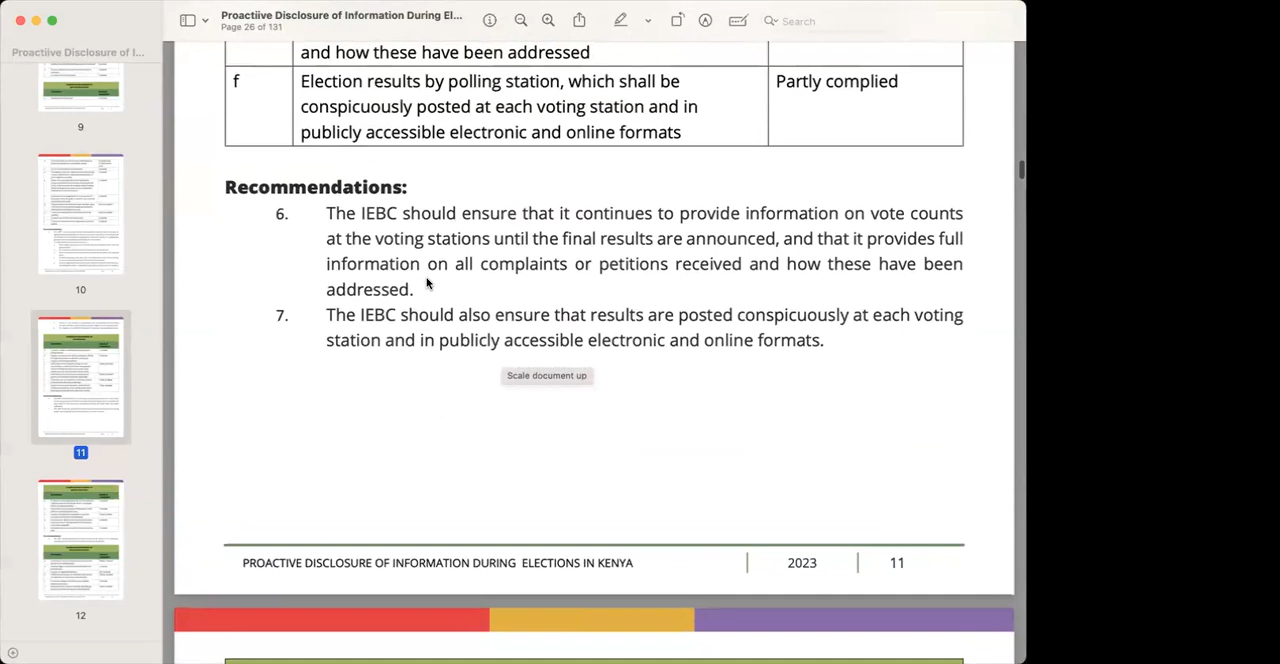 Proactiive Disclosure of Information During El...
Page 26 of 131
Search
Proactiive Disclosure of I...
9
10
11
12
and how these have been addressed
f
Election results by polling station, which shall be
Partly complied
conspicuously posted at each voting station and in
publicly accessible electronic and online formats
Recommendations:
6. The IEBC should ensure that it continues to provide information on vote counts
at a voting station until the final results are announced and that it provides full
information on all complaints or petitions received and how these have been
addressed.
7. The IEBC should also ensure that results are posted conspicuously at each voting
station and in publicly accessible electronic and online formats.
Scale document up
PROACTIVE DISCLOSURE OF INFORMATION DURING ELECTIONS IN KENYA
2023
11